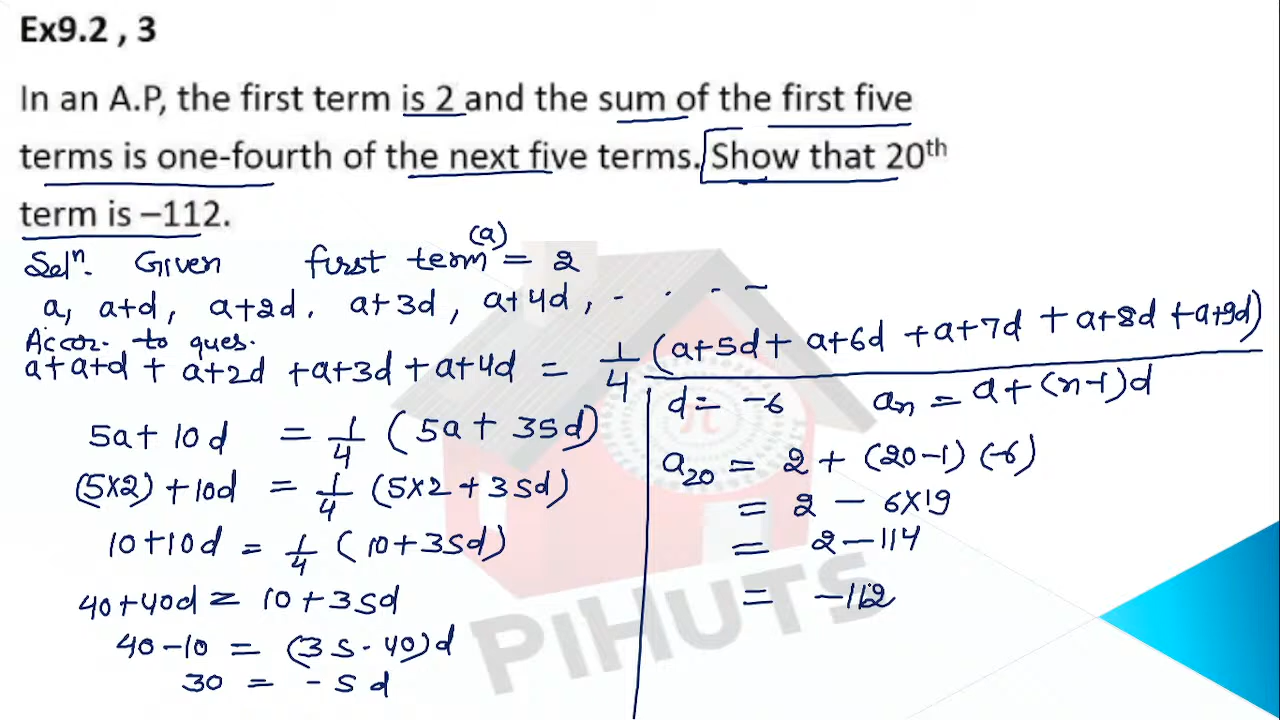 Ex9.2 , 3
In an A.P, the first term is 2 and the sum of the first five
terms is one-fourth of the next five terms. Show that 20th
term is –112.
Solⁿ. Given first term (a) = 2
a, a+d, a+2d, a+3d, a+4d, - . . . ~
Accor. to ques.
a+a+d + a+2d +a+3d +a+4d = 1/4 (a+5d+ a+6d +a+7d + a+8d +a+9d)
5a+ 10d = 1/4 (5a + 35d)
(5×2) +10d = 1/4 (5×2 + 35d)
10+10d = 1/4 (10+35d)
40+40d = 10+35d
40-10 = (35-40)d
30 = -5d
d = -6 aₙ = a+(n-1)d
a₂₀ = 2 + (20-1) (-6)
= 2 - 6×19
= 2-114
= -112
PiHUTS